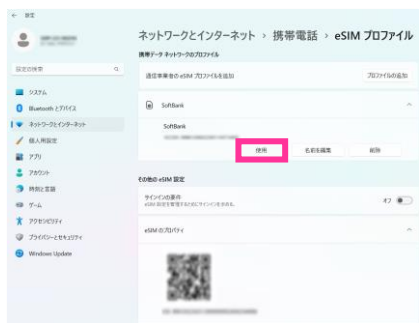 ← 設定
ネットワークとインターネット › 携帯電話 › eSIM プロファイル
携帯データ ネットワークのプロファイル
設定の検索
通信事業者の eSIM プロファイルを追加
プロファイルの追加
システム
Bluetooth とデバイス
SoftBank
ネットワークとインターネット
SoftBank
個人用設定
使用
名前を編集
削除
アプリ
アカウント
その他の eSIM 設定
時刻と言語
ゲーム
サインインの要件
オフ
アクセシビリティ
プライバシーとセキュリティ
eSIM のプロパティ
Windows Update